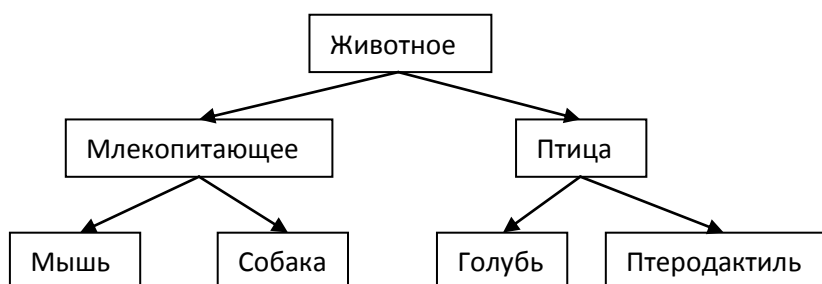 Животное
Млекопитающее
Птица
Мышь
Собака
Голубь
Птеродактиль